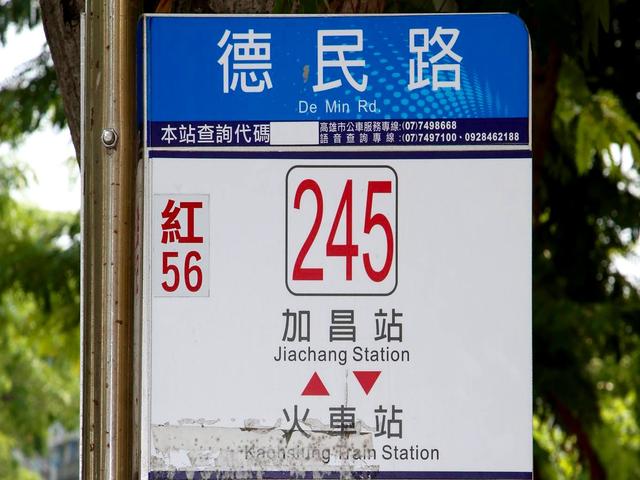 德民路
De Min Rd.
本站查詢代碼
高雄市公車服務專線:(07)7498668
語音查詢專線:(07)7497100、0928462188
紅
56
245
加昌站
Jiachang Station
▲ ▼
火車站
Kaohsiung Train Station